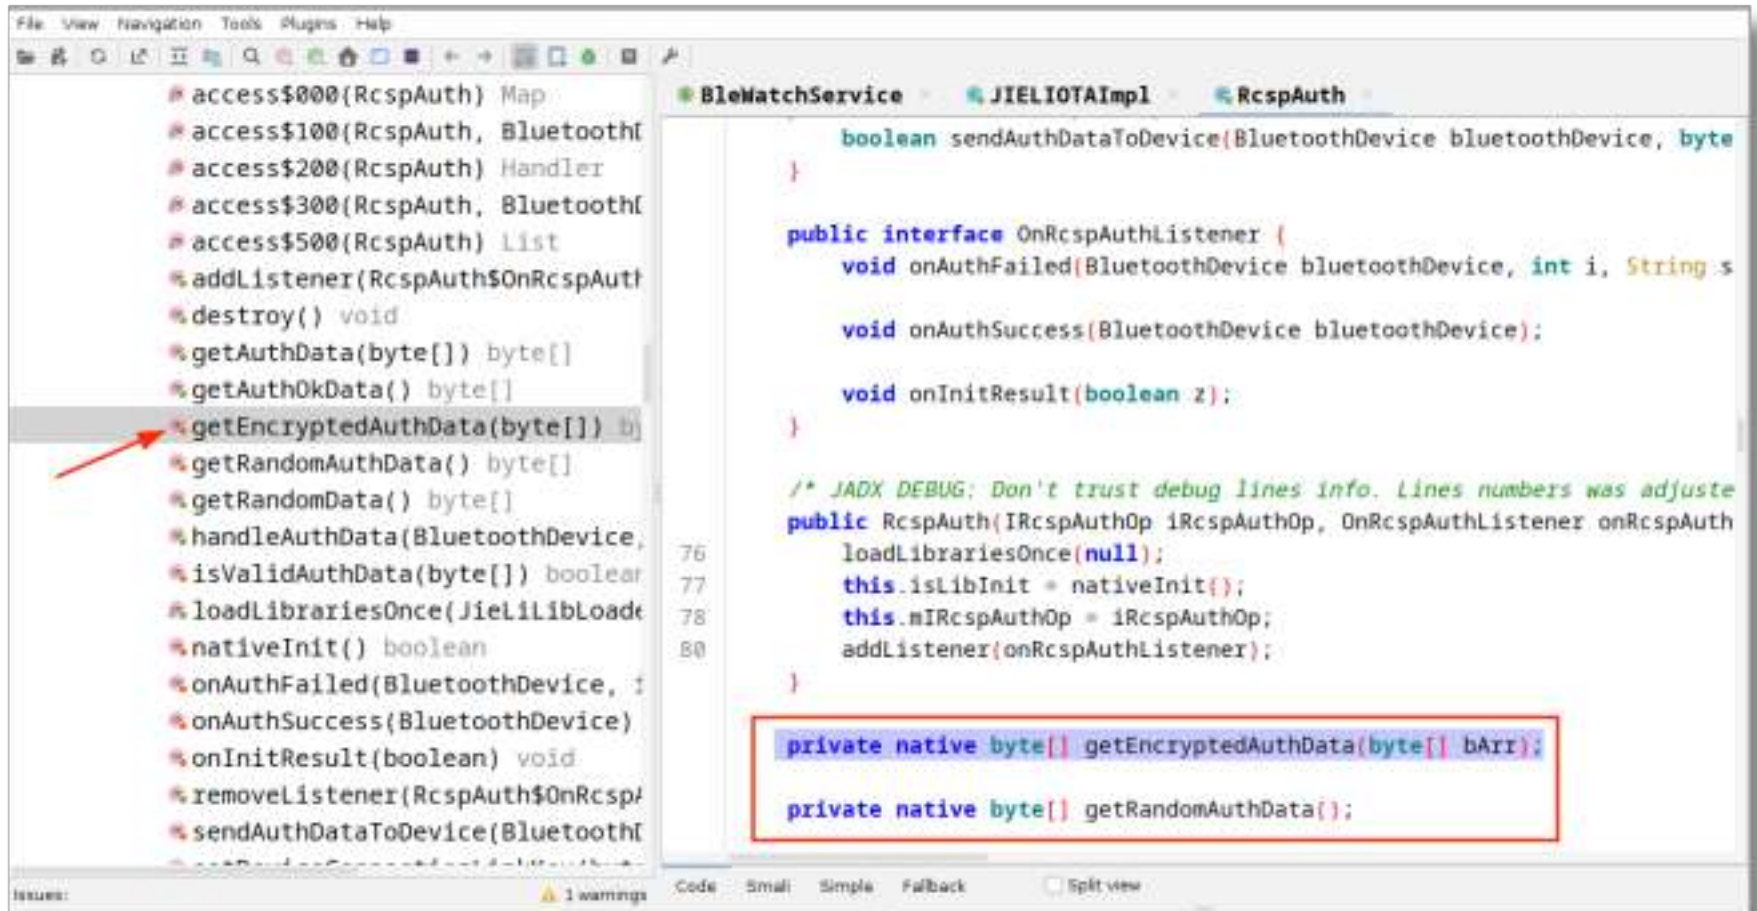 File View Navigation Tools Plugins Help
access$000(RcspAuth) Map
access$100(RcspAuth, Bluetooth
access$200(RcspAuth) Handler
access$300(RcspAuth, Bluetooth
access$500(RcspAuth) List
addListener(RcspAuth$OnRcspAuth
destroy() void
getAuthData(byte[]) byte[]
getAuthOkData() byte[]
getEncryptedAuthData(byte[]) by
getRandomAuthData() byte[]
getRandomData() byte[]
handleAuthData(BluetoothDevice,
isValidAuthData(byte[]) boolean
loadLibrariesOnce(JieLiLibLoade
nativeInit() boolean
onAuthFailed(BluetoothDevice, i
onAuthSuccess(BluetoothDevice)
onInitResult(boolean) void
removeListener(RcspAuth$OnRcspA
sendAuthDataToDevice(Bluetooth
Issues: 1 warnings
BleWatchService JIELIOTAImpl RcspAuth
boolean sendAuthDataToDevice(BluetoothDevice bluetoothDevice, byte
}
public interface OnRcspAuthListener {
void onAuthFailed(BluetoothDevice bluetoothDevice, int i, String s
void onAuthSuccess(BluetoothDevice bluetoothDevice);
void onInitResult(boolean z);
}
/* JADX DEBUG: Don't trust debug lines info. Lines numbers was adjuste
public RcspAuth(IRcspAuthOp iRcspAuthOp, OnRcspAuthListener onRcspAuth
76 loadLibrariesOnce(null);
77 this.isLibInit = nativeInit();
78 this.mIRcspAuthOp = iRcspAuthOp;
80 addListener(onRcspAuthListener);
}
private native byte[] getEncryptedAuthData(byte[] bArr);
private native byte[] getRandomAuthData();
Code Smali Simple Fallback Split view